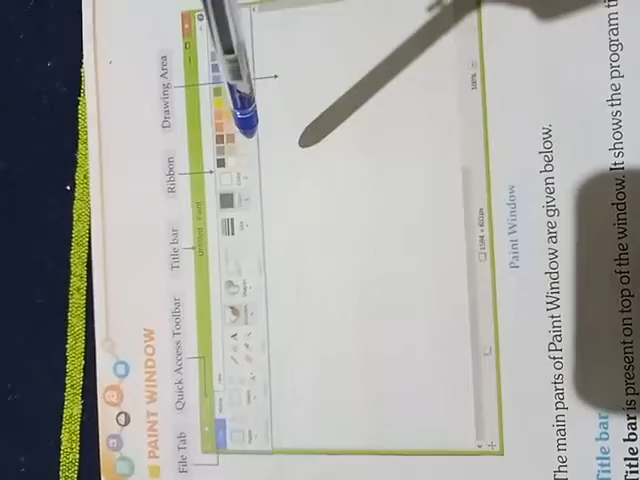 PAINT WINDOW
File Tab
Quick Access Toolbar
Title bar
Ribbon
Drawing Area
Untitled - Paint
100%
Paint Window
The main parts of Paint Window are given below.
Title bar
Title bar is present on top of the window. It shows the program